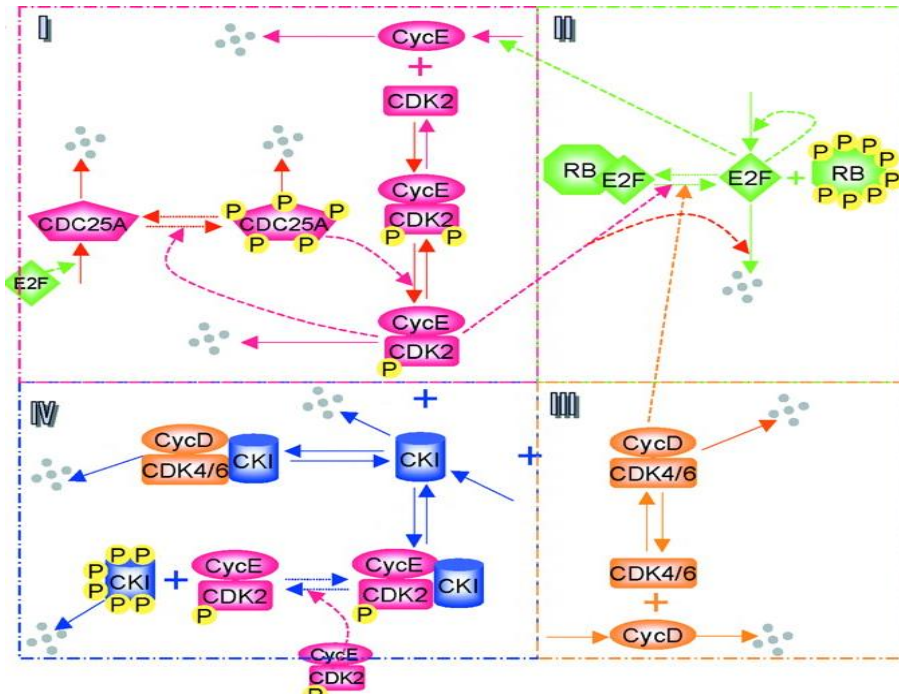 I
CycE
+
CDK2
CycE
CDK2
P P
CDC25A
P P P P P
CDC25A
E2F
CycE
CDK2
P
II
RB
E2F
E2F
+
P P P P P P P P
RB
IV
+
CycD
CDK4/6
CKI
CKI
+
P P P P P P
CKI
+
CycE
CDK2
P
CycE
CDK2
P
CKI
CycE
CDK2
P
III
CycD
CDK4/6
CDK4/6
+
CycD